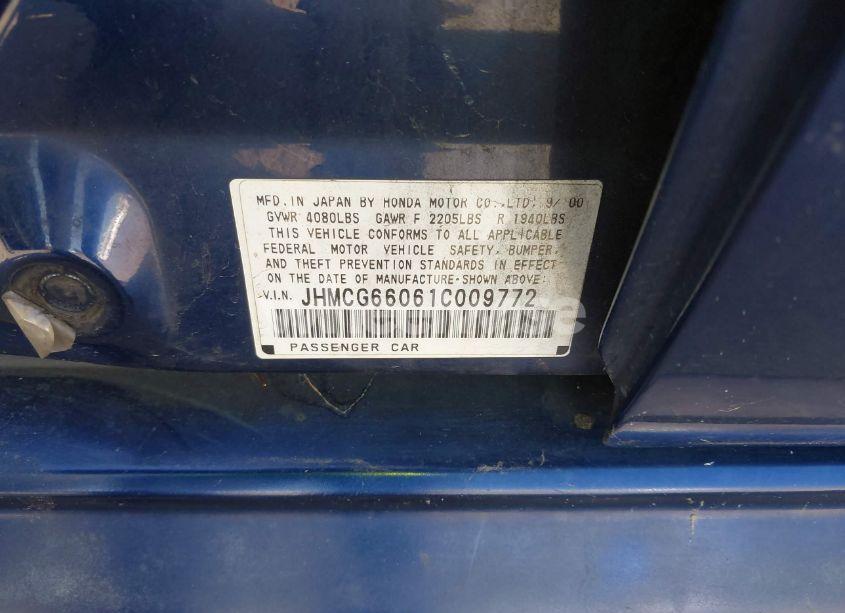 MFD. IN JAPAN BY HONDA MOTOR CO., LTD. 9/ 00
GVWR 4080LBS GAWR F 2205LBS R 1940LBS
THIS VEHICLE CONFORMS TO ALL APPLICABLE
FEDERAL MOTOR VEHICLE SAFETY, BUMPER,
AND THEFT PREVENTION STANDARDS IN EFFECT
ON THE DATE OF MANUFACTURE SHOWN ABOVE.
V.I.N. JHMCG66061C009772
PASSENGER CAR